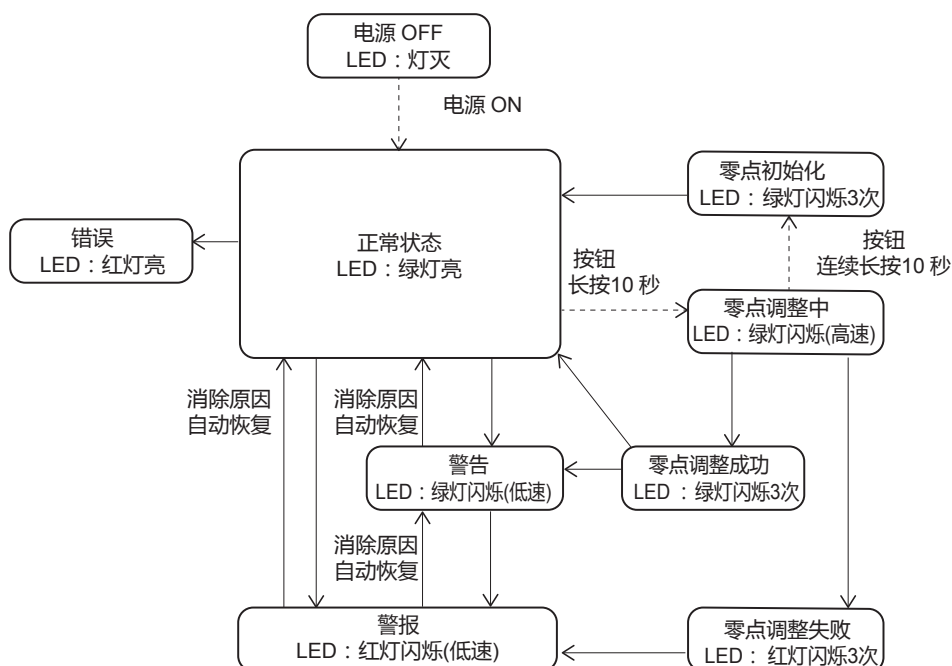 电源 OFF
LED：灯灭
电源 ON
零点初始化
LED：绿灯闪烁3次
错误
LED：红灯亮
正常状态
LED：绿灯亮
按钮
长按10 秒
按钮
连续长按10 秒
零点调整中
LED：绿灯闪烁(高速)
消除原因
自动恢复
消除原因
自动恢复
警告
LED：绿灯闪烁(低速)
零点调整成功
LED ：绿灯闪烁3次
消除原因
自动恢复
警报
LED：红灯闪烁(低速)
零点调整失败
LED： 红灯闪烁3次